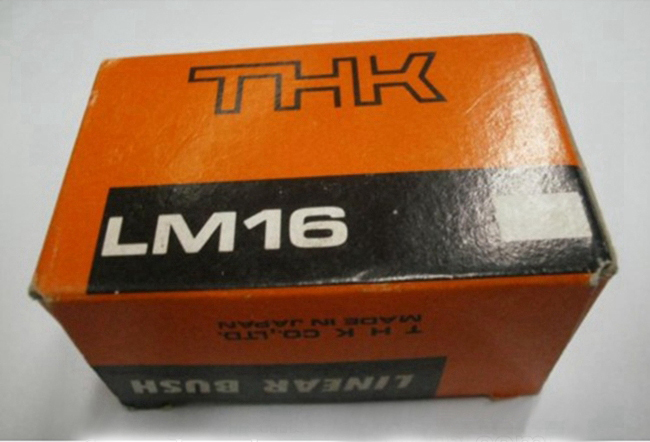 THK
LM16
T H K CO.,LTD.
MADE IN JAPAN
LINEAR BUSH